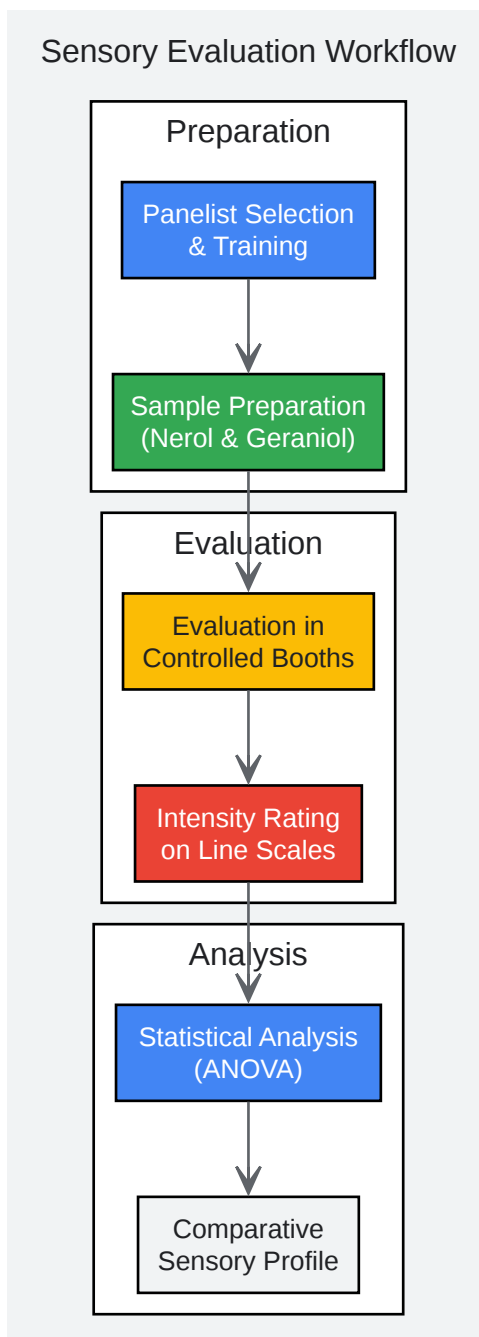 Sensory Evaluation Workflow
Preparation
Panelist Selection
& Training
Sample Preparation
(Nerol & Geraniol)
Evaluation
Evaluation in
Controlled Booths
Intensity Rating
on Line Scales
Analysis
Statistical Analysis
(ANOVA)
Comparative
Sensory Profile